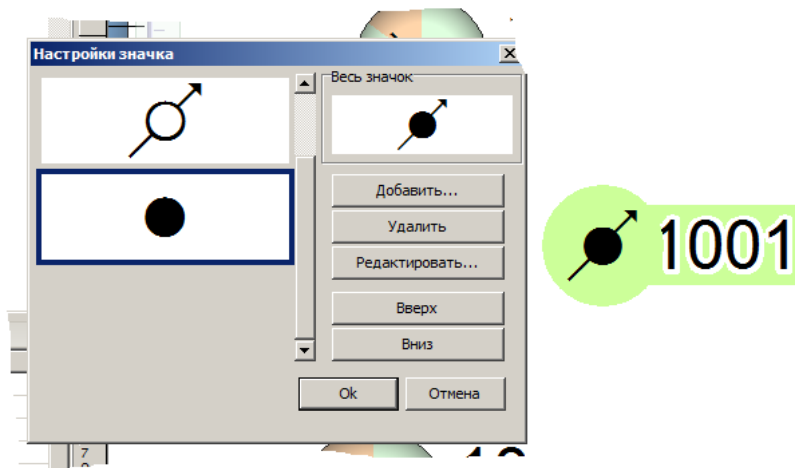 Настройки значка
Весь значок
Добавить...
Удалить
Редактировать...
Вверх
Вниз
Ok
Отмена
1001
7